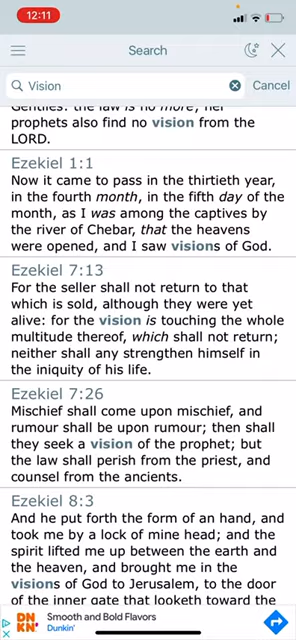 12:11
Search
Vision
Cancel
Gentiles: the law is no more; her
prophets also find no vision from the
LORD.
Ezekiel 1:1
Now it came to pass in the thirtieth year,
in the fourth month, in the fifth day of the
month, as I was among the captives by
the river of Chebar, that the heavens
were opened, and I saw visions of God.
Ezekiel 7:13
For the seller shall not return to that
which is sold, although they were yet
alive: for the vision is touching the whole
multitude thereof, which shall not return;
neither shall any strengthen himself in
the iniquity of his life.
Ezekiel 7:26
Mischief shall come upon mischief, and
rumour shall be upon rumour; then shall
they seek a vision of the prophet; but
the law shall perish from the priest, and
counsel from the ancients.
Ezekiel 8:3
And he put forth the form of an hand, and
took me by a lock of mine head; and the
spirit lifted me up between the earth and
the heaven, and brought me in the
visions of God to Jerusalem, to the door
of the inner gate that looketh toward the
DN
KN'
Smooth and Bold Flavors
Dunkin'